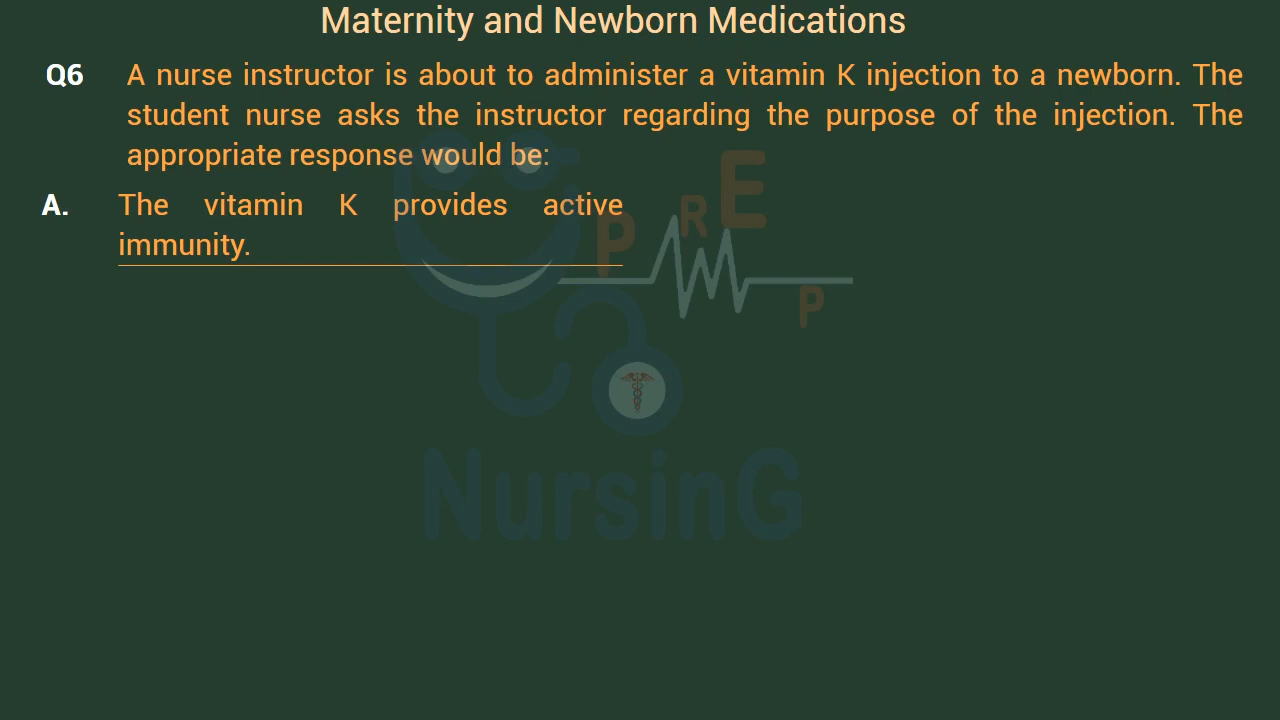 Maternity and Newborn Medications
Q6 A nurse instructor is about to administer a vitamin K injection to a newborn. The
student nurse asks the instructor regarding the purpose of the injection. The
appropriate response would be:
A. The vitamin K provides active
immunity.
PREP
NursinG